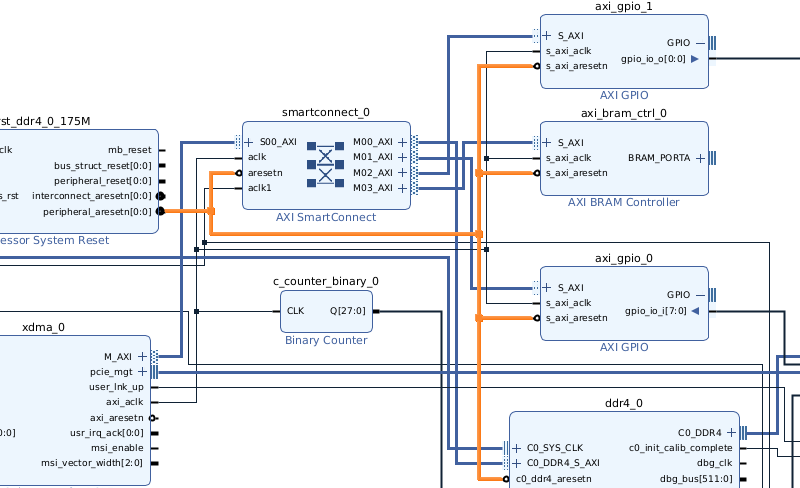 axi_gpio_1
S_AXI
s_axi_aclk
s_axi_aresetn
GPIO
gpio_io_o[0:0]
AXI GPIO
smartconnect_0
S00_AXI
aclk
aresetn
aclk1
M00_AXI
M01_AXI
M02_AXI
M03_AXI
AXI SmartConnect
axi_bram_ctrl_0
S_AXI
s_axi_aclk
s_axi_aresetn
BRAM_PORTA
AXI BRAM Controller
rst_ddr4_0_175M
clk
s_rst
mb_reset
bus_struct_reset[0:0]
peripheral_reset[0:0]
interconnect_aresetn[0:0]
peripheral_aresetn[0:0]
essor System Reset
axi_gpio_0
S_AXI
s_axi_aclk
s_axi_aresetn
GPIO
gpio_io_i[7:0]
AXI GPIO
c_counter_binary_0
CLK
Q[27:0]
Binary Counter
xdma_0
0:0]
M_AXI
pcie_mgt
user_lnk_up
axi_aclk
axi_aresetn
usr_irq_ack[0:0]
msi_enable
msi_vector_width[2:0]
ddr4_0
C0_SYS_CLK
C0_DDR4_S_AXI
c0_ddr4_aresetn
C0_DDR4
c0_init_calib_complete
dbg_clk
dbg_bus[511:0]